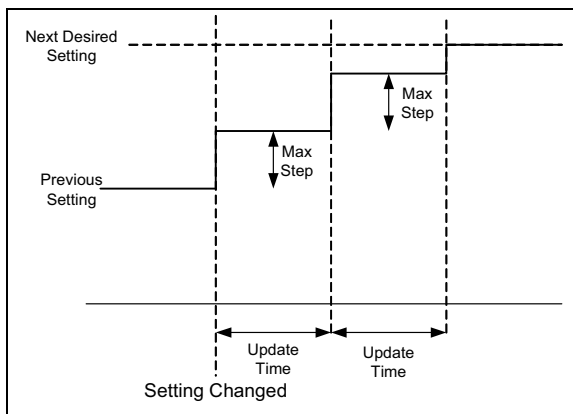 Next Desired
Setting
Max
Step
Max
Step
Previous
Setting
Update
Time
Update
Time
Setting Changed